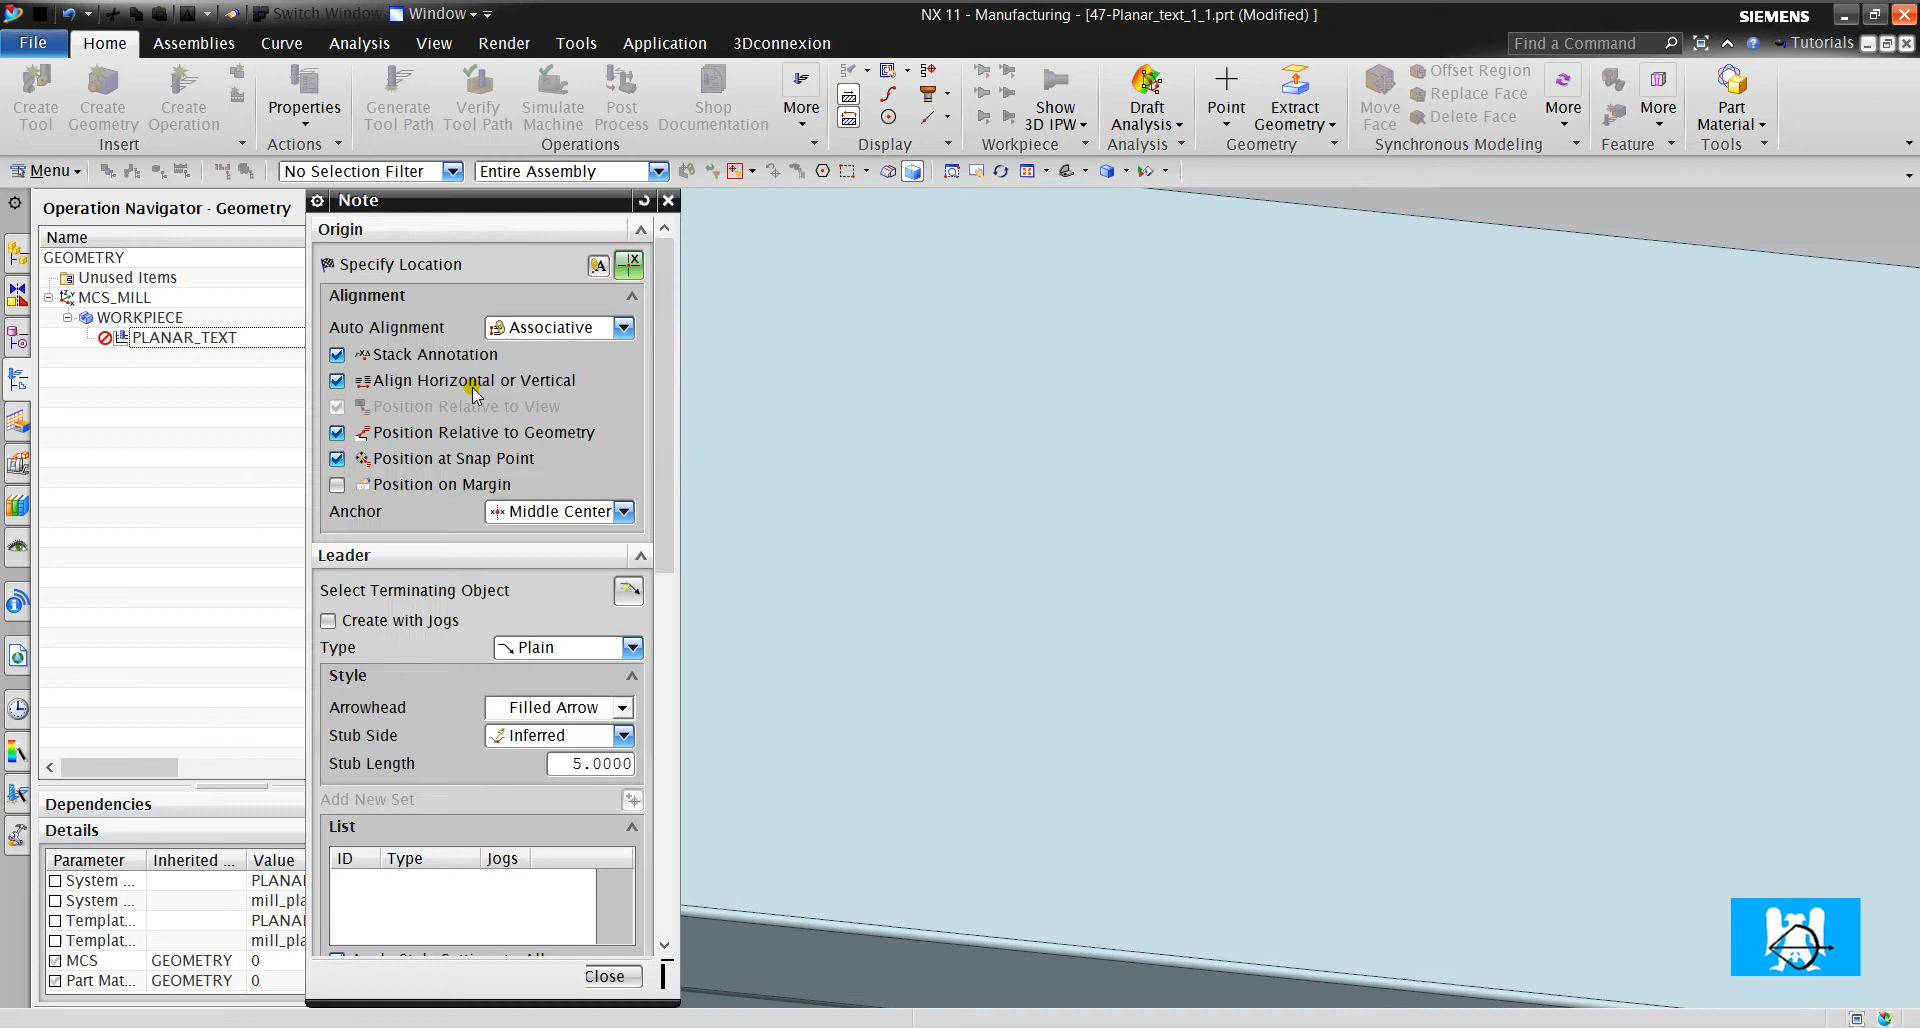 Switch Window Window NX 11 - Manufacturing - [47-Planar_text_1_1.prt (Modified) ] SIEMENS
File Home Assemblies Curve Analysis View Render Tools Application 3Dconnexion Find a Command Tutorials
Create Tool Create Geometry Create Operation Properties Generate Tool Path Verify Tool Path Simulate Machine Post Process Shop Documentation More Show 3D IPW Draft Analysis Point Extract Geometry Move Face Offset Region Replace Face Delete Face More More Part Material
Insert Actions Operations Display Workpiece Analysis Geometry Synchronous Modeling Feature Tools
Menu No Selection Filter Entire Assembly
Operation Navigator - Geometry
Name
GEOMETRY
Unused Items
MCS_MILL
WORKPIECE
PLANAR_TEXT
Dependencies
Details
Parameter Inherited ... Value
System ... PLANAI
System ... mill_pla
Templat... PLANAI
Templat... mill_pla
MCS GEOMETRY 0
Part Mat... GEOMETRY 0
Note
Origin
Specify Location
Alignment
Auto Alignment Associative
Stack Annotation
Align Horizontal or Vertical
Position Relative to View
Position Relative to Geometry
Position at Snap Point
Position on Margin
Anchor Middle Center
Leader
Select Terminating Object
Create with Jogs
Type Plain
Style
Arrowhead Filled Arrow
Stub Side Inferred
Stub Length 5.0000
Add New Set
List
ID Type Jogs
Close